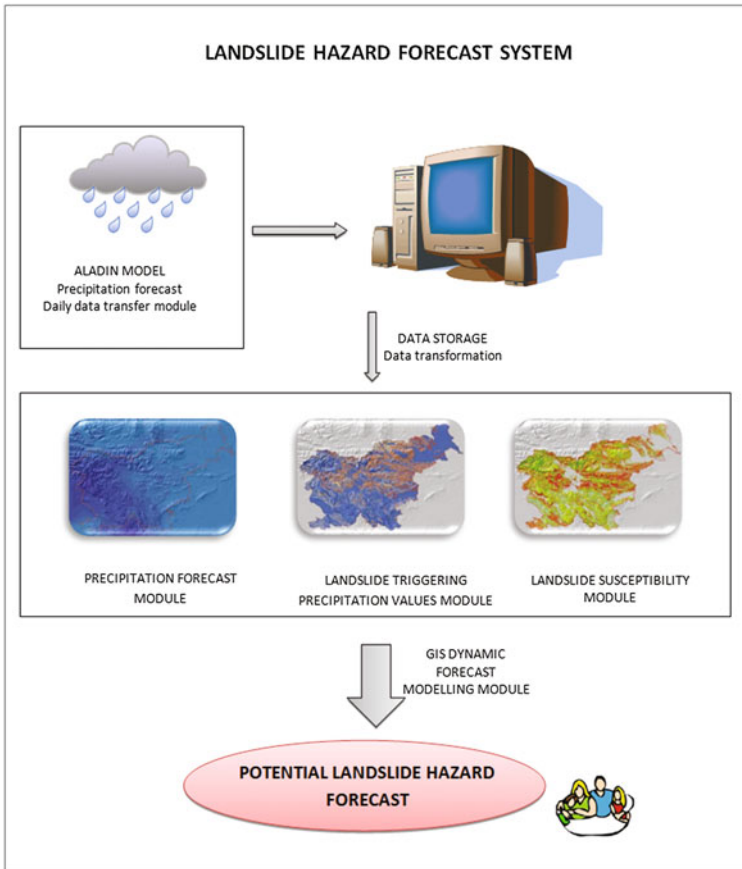 LANDSLIDE HAZARD FORECAST SYSTEM
ALADIN MODEL
Precipitation forecast
Daily data transfer module
DATA STORAGE
Data transformation
PRECIPITATION FORECAST
MODULE
LANDSLIDE TRIGGERING
PRECIPITATION VALUES MODULE
LANDSLIDE SUSCEPTIBILITY
MODULE
GIS DYNAMIC
FORECAST
MODELLING MODULE
POTENTIAL LANDSLIDE HAZARD
FORECAST